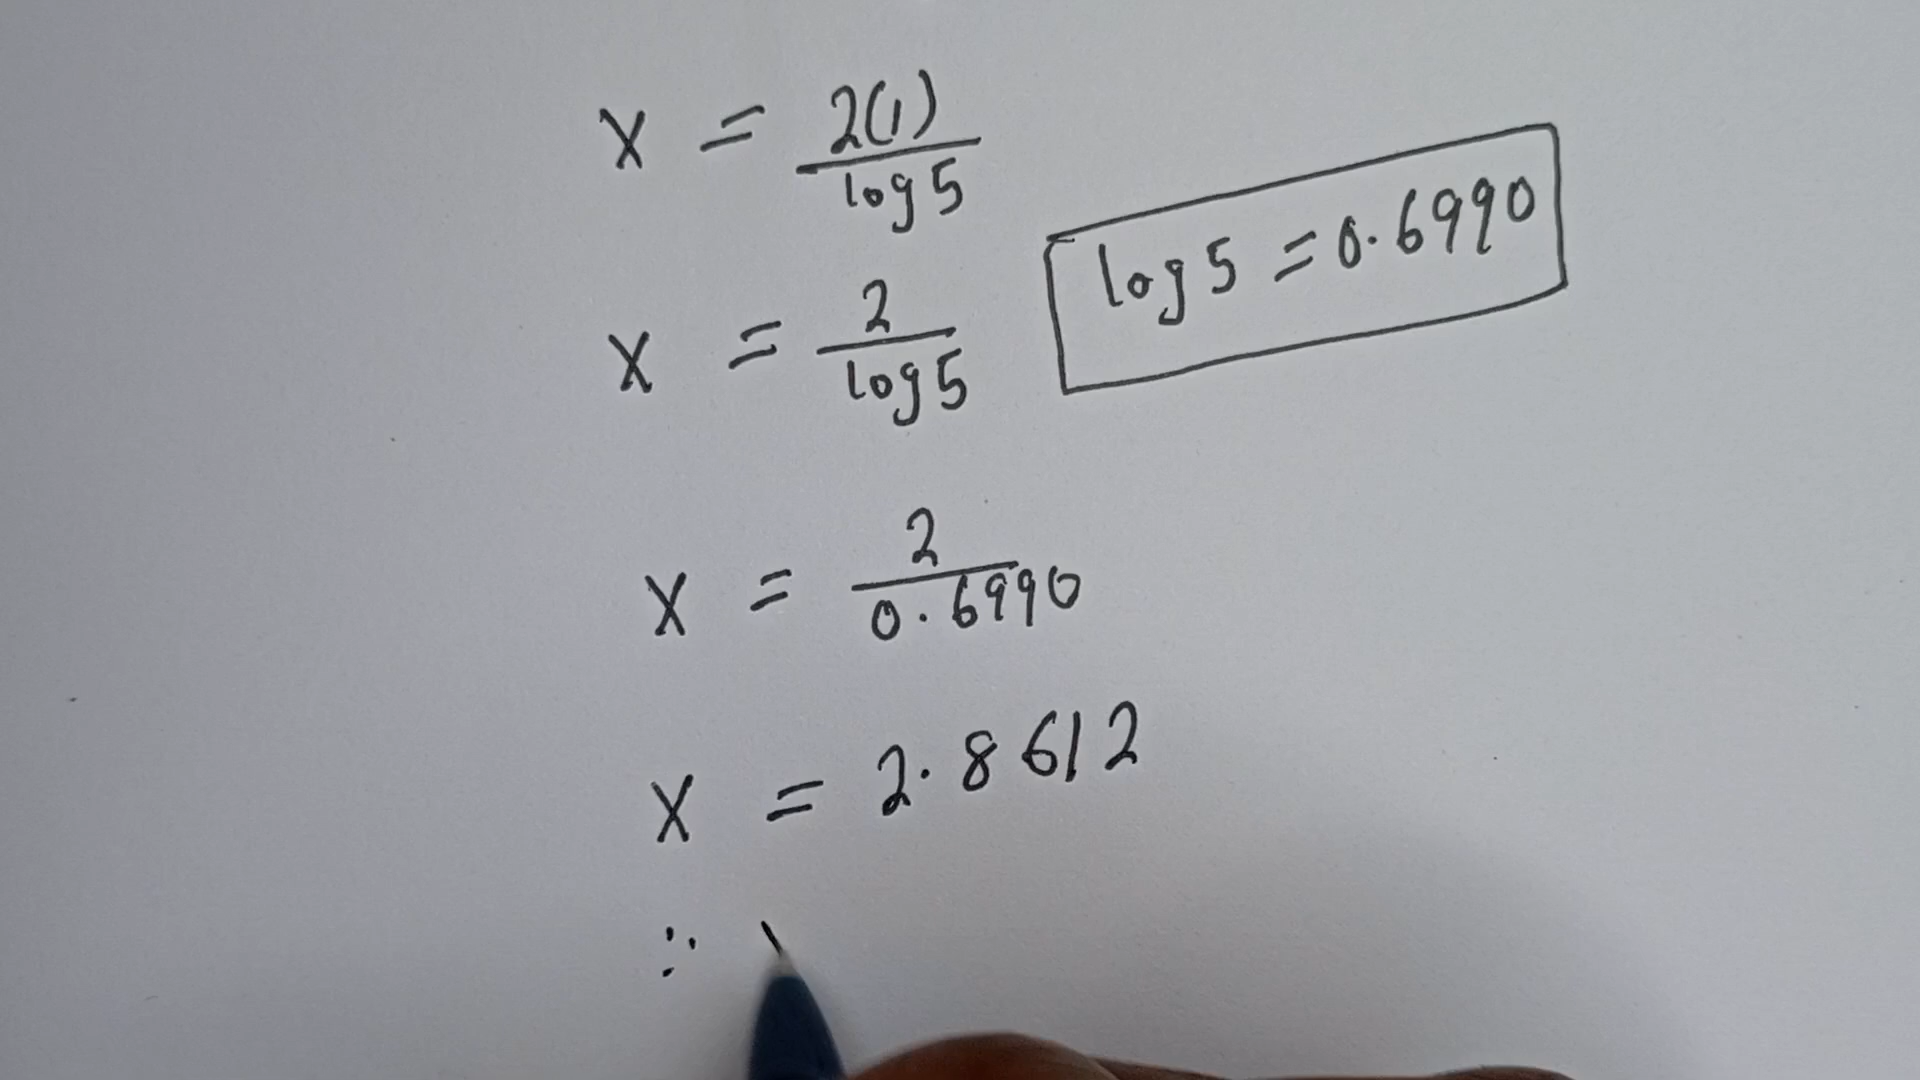 x = 2(1) / log 5
log 5 = 0.6990
x = 2 / log 5
x = 2 / 0.6990
x = 2.8612
∴